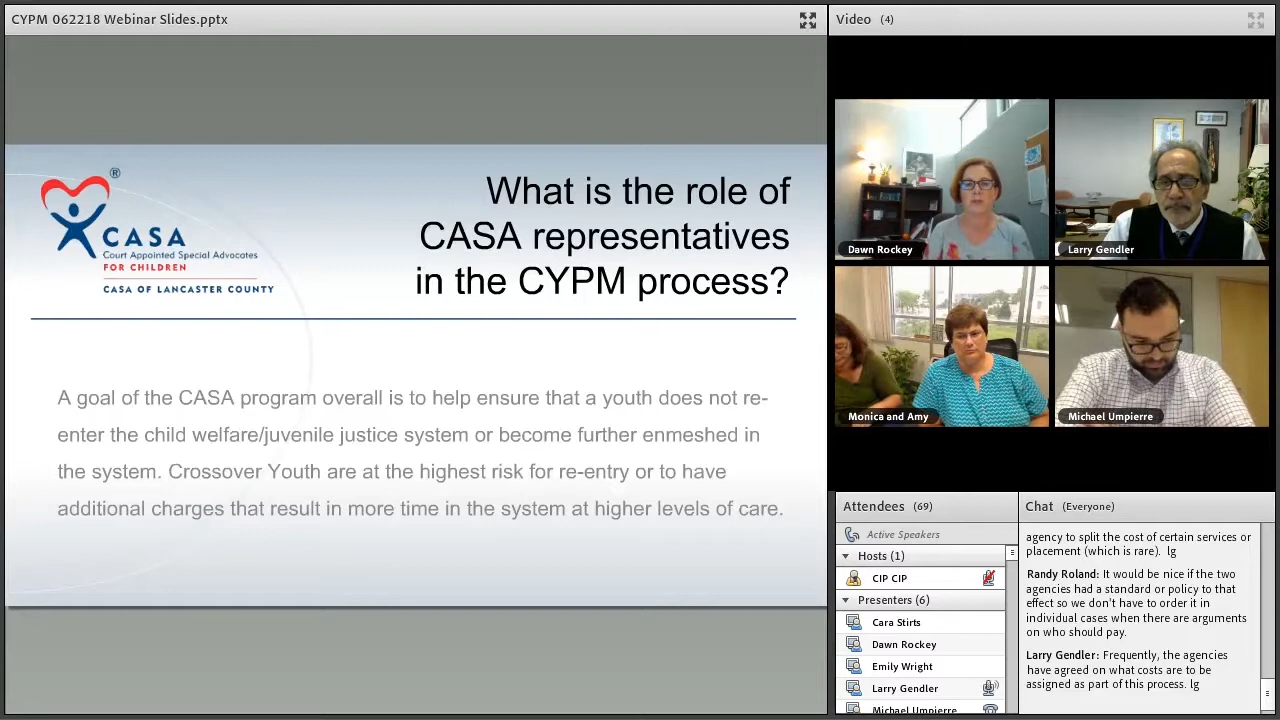 CYPM 062218 Webinar Slides.pptx
®
CASA
Court Appointed Special Advocates
FOR CHILDREN
CASA OF LANCASTER COUNTY
What is the role of
CASA representatives
in the CYPM process?
A goal of the CASA program overall is to help ensure that a youth does not re-
enter the child welfare/juvenile justice system or become further enmeshed in
the system. Crossover Youth are at the highest risk for re-entry or to have
additional charges that result in more time in the system at higher levels of care.
Video (4)
Dawn Rockey
Larry Gendler
Monica and Amy
Michael Umpierre
Attendees (69)
Active Speakers
Hosts (1)
CIP CIP
Presenters (6)
Cara Stirts
Dawn Rockey
Emily Wright
Larry Gendler
Michael Umpierre
Chat (Everyone)
agency to split the cost of certain services or
placement (which is rare). lg
Randy Roland: It would be nice if the two
agencies had a standard or policy to that
effect so we don't have to order it in
individual cases when there are arguments
on who should pay.
Larry Gendler: Frequently, the agencies
have agreed on what costs are to be
assigned as part of this process. lg